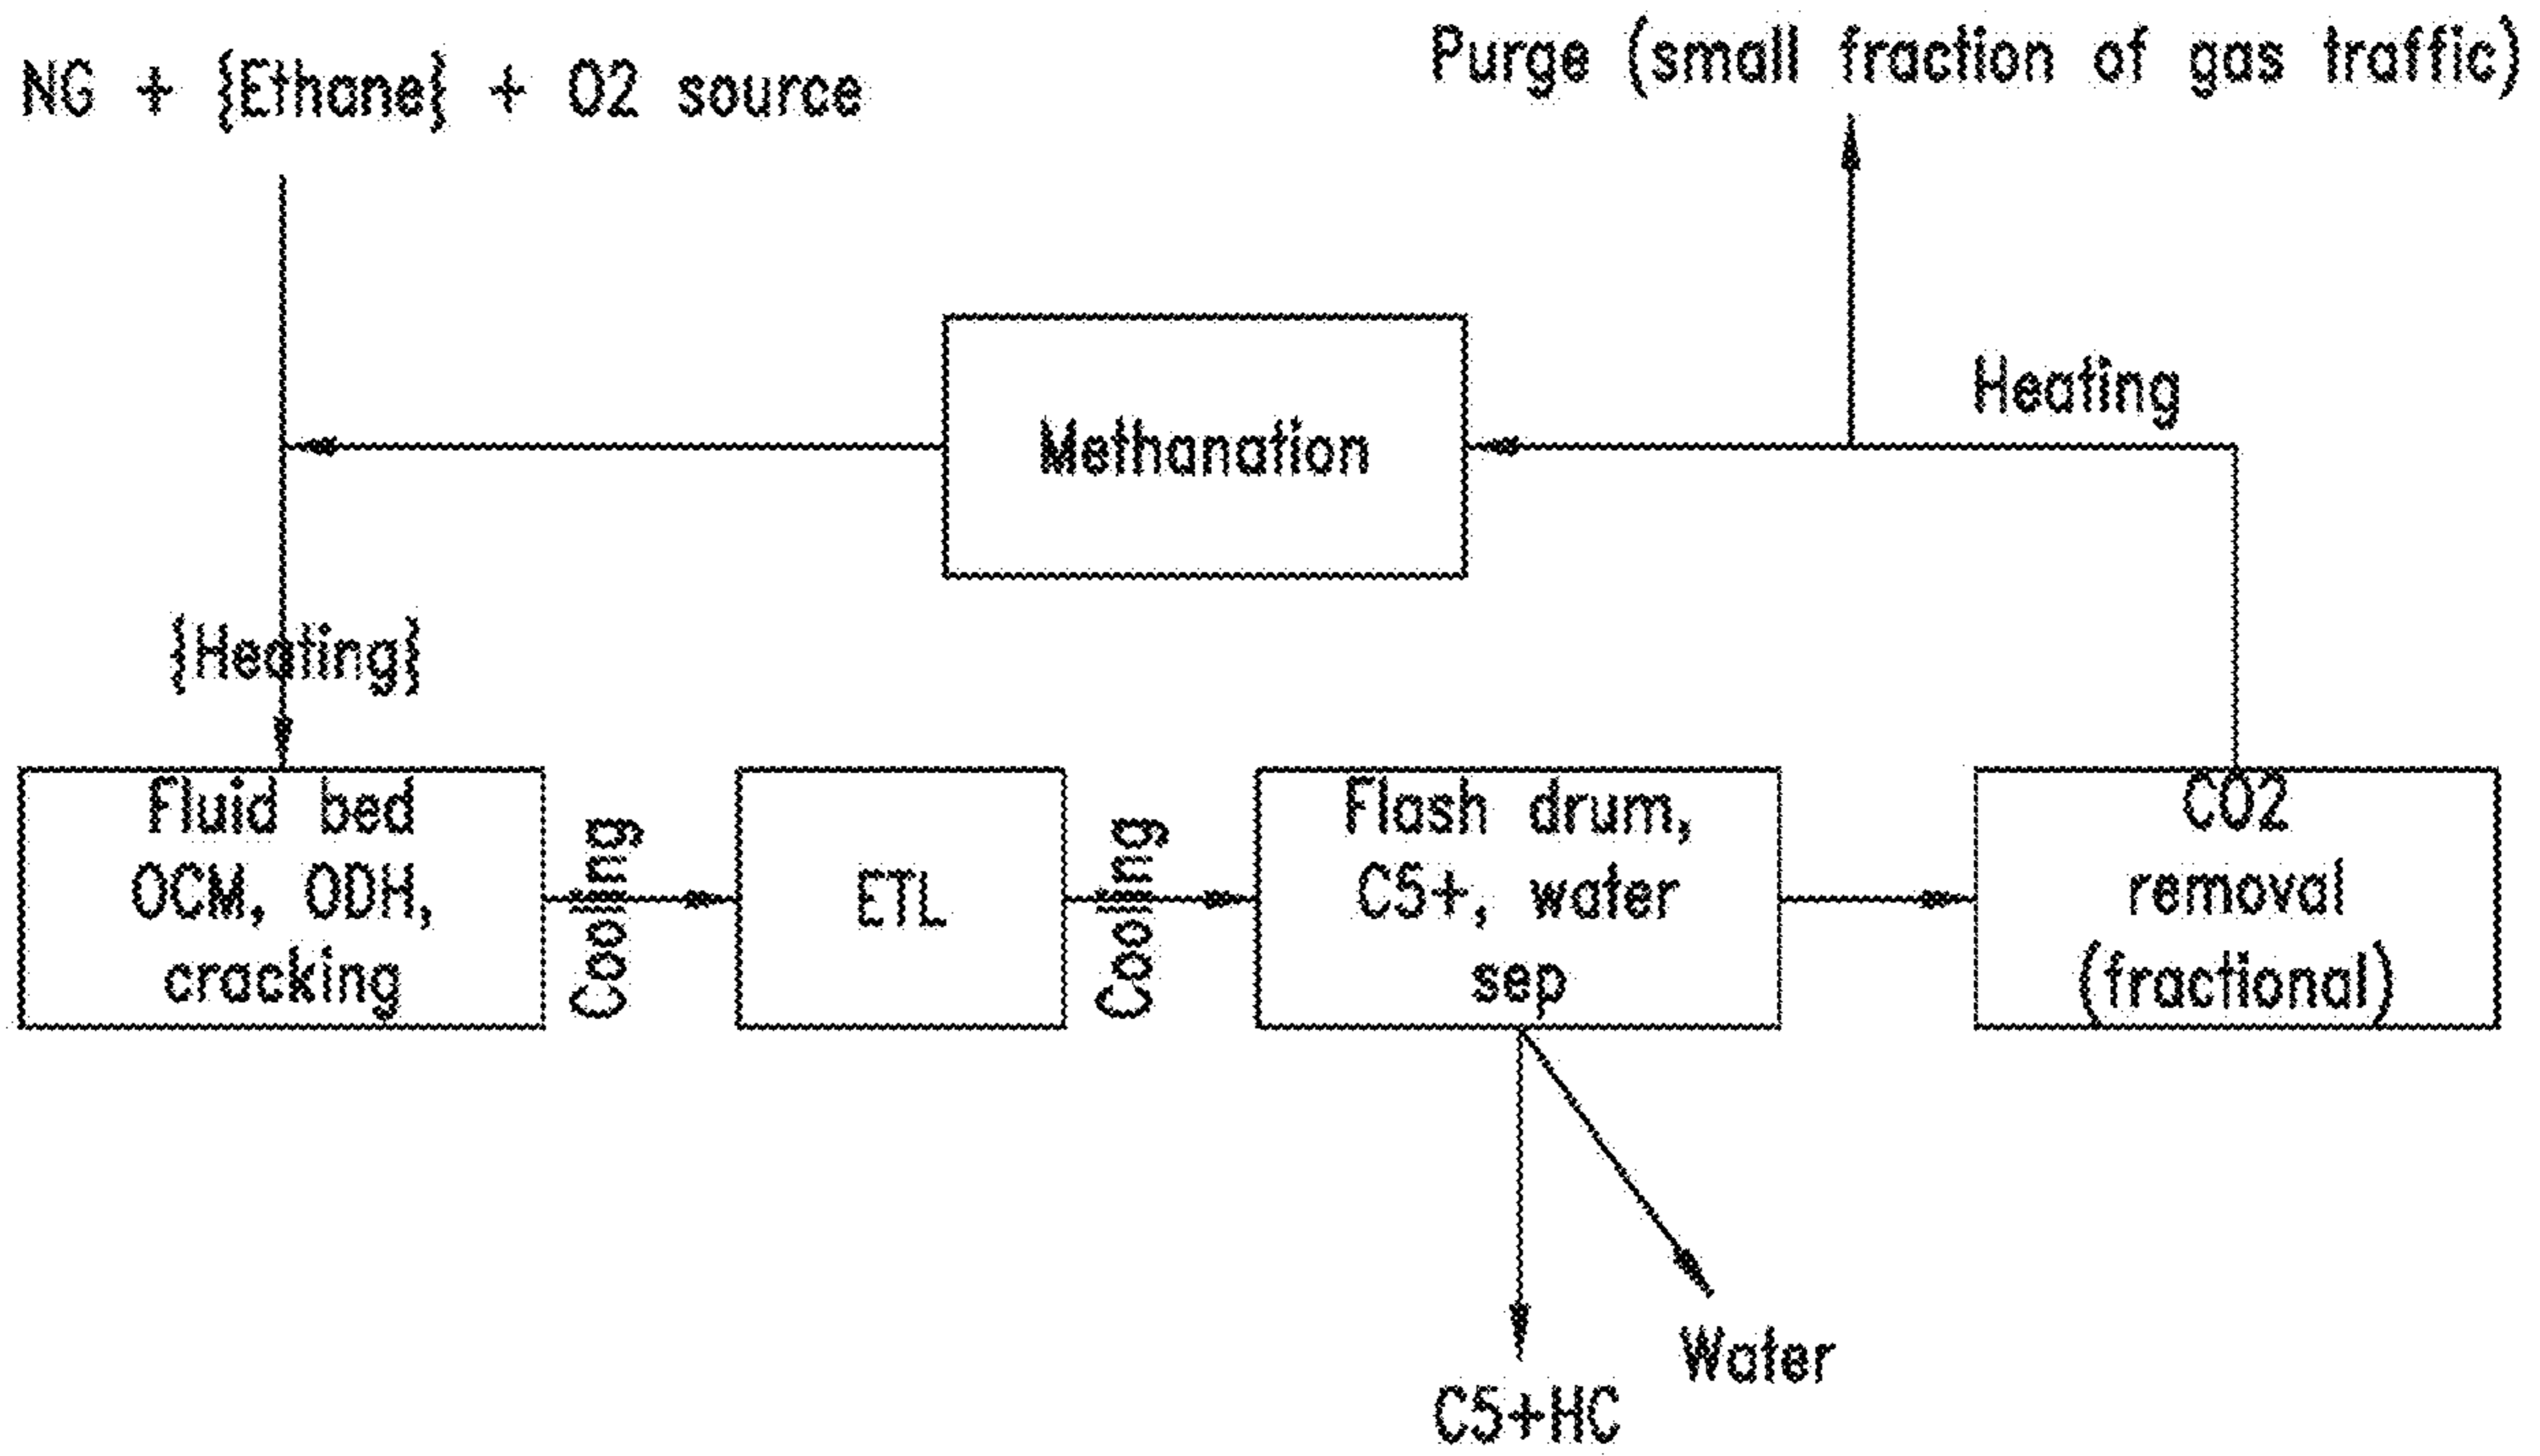 NG + {Ethane} + O2 source
Purge (small fraction of gas traffic)
Heating
Methanation
{Heating}
Fluid bed
OCM, ODH,
cracking
Cooling
ETL
Cooling
Flash drum,
C5+, water
sep
CO2
removal
(fractional)
Water
C5+HC